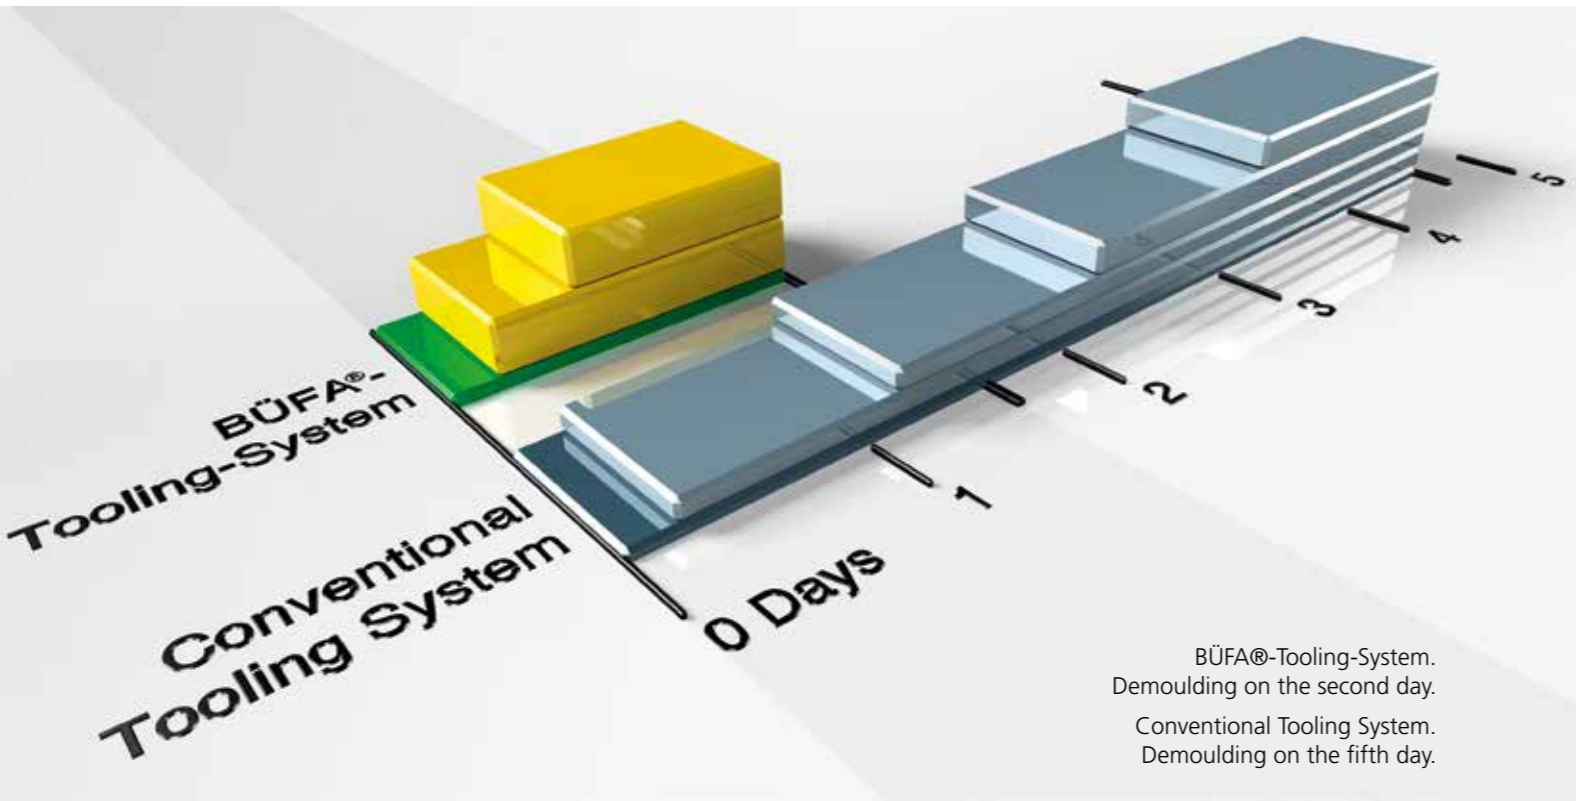 BÜFA®-
Tooling-System
Conventional
Tooling System
0 Days
1
2
3
4
5
BÜFA®-Tooling-System.
Demoulding on the second day.
Conventional Tooling System.
Demoulding on the fifth day.